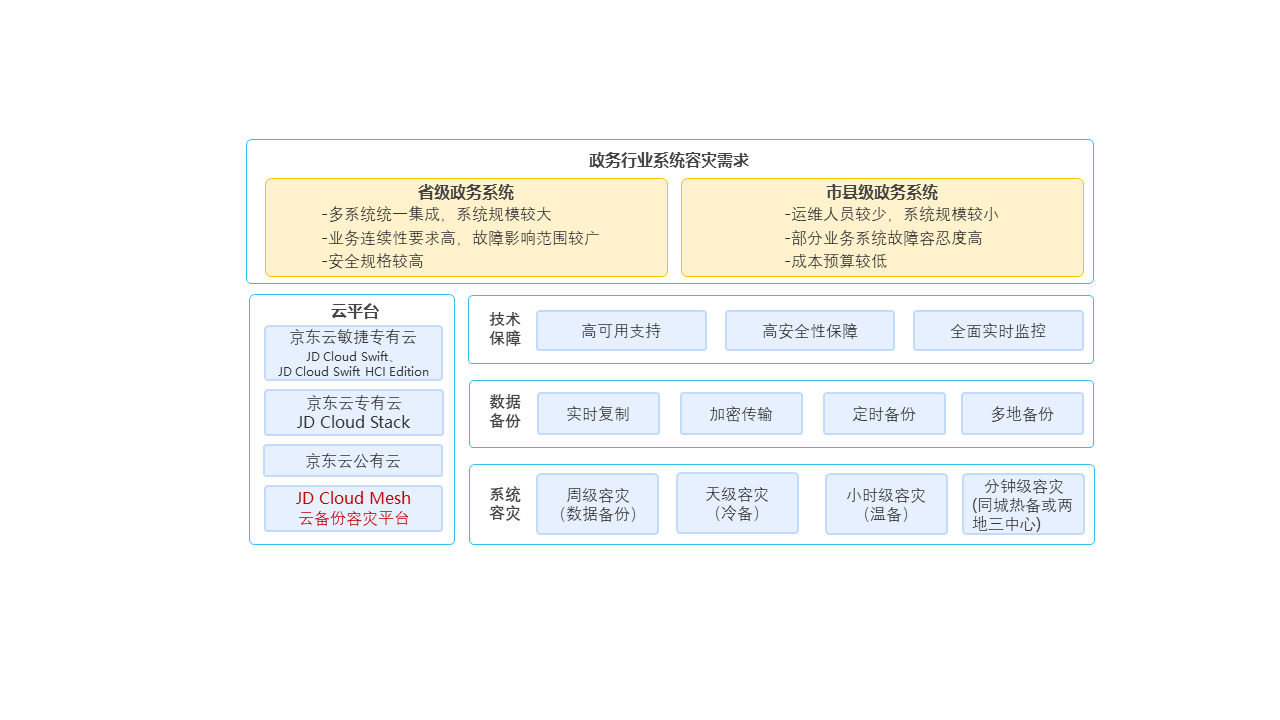 政务行业系统容灾需求
省级政务系统
-多系统统一集成，系统规模较大
-业务连续性要求高，故障影响范围较广
-安全规格较高
市县级政务系统
-运维人员较少，系统规模较小
-部分业务系统故障容忍度高
-成本预算较低
云平台
京东云敏捷专有云
JD Cloud Swift、
JD Cloud Swift HCI Edition
京东云专有云
JD Cloud Stack
京东云公有云
JD Cloud Mesh
云备份容灾平台
技术
保障
高可用支持
高安全性保障
全面实时监控
数据
备份
实时复制
加密传输
定时备份
多地备份
系统
容灾
周级容灾
（数据备份）
天级容灾
（冷备）
小时级容灾
（温备）
分钟级容灾
(同城热备或两
地三中心)